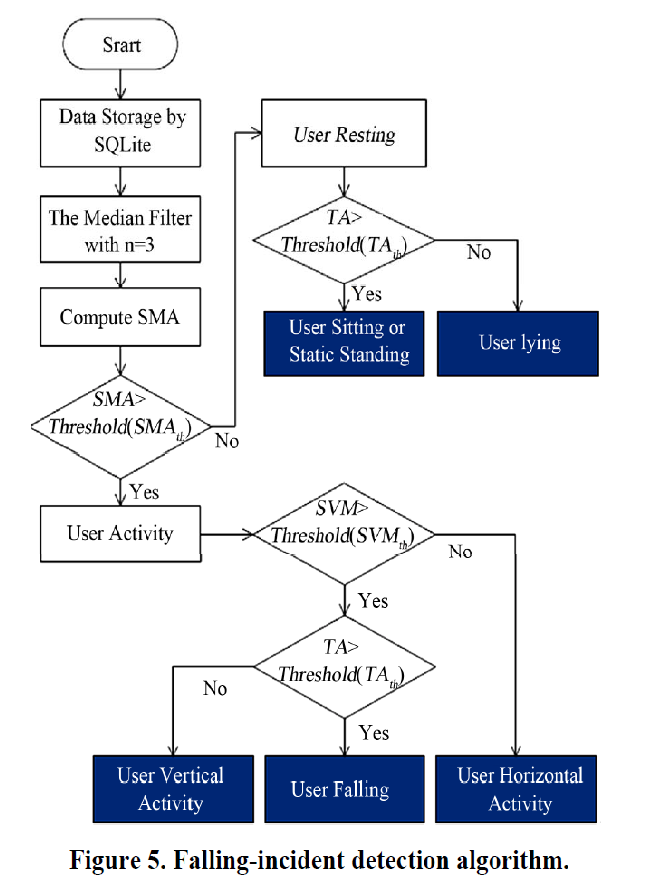 Srart
Data Storage by
SQLite
The Median Filter
with n=3
Compute SMA
SMA>
Threshold(SMAth)
No
Yes
User Activity
User Resting
TA>
Threshold(TAth)
No
Yes
User Sitting or
Static Standing
User lying
SVM>
Threshold(SVMth)
No
Yes
TA>
Threshold(TAth)
No
Yes
User Vertical
Activity
User Falling
User Horizontal
Activity
Figure 5. Falling-incident detection algorithm.